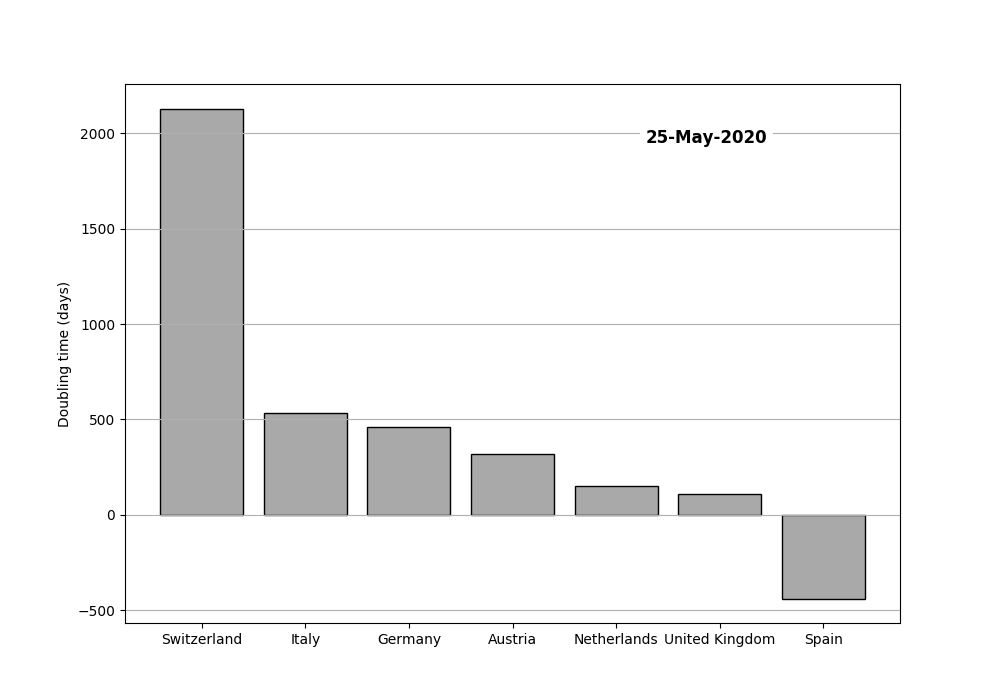 25-May-2020
Doubling time (days)
2000
1500
1000
500
0
−500
Switzerland Italy Germany Austria Netherlands United Kingdom Spain